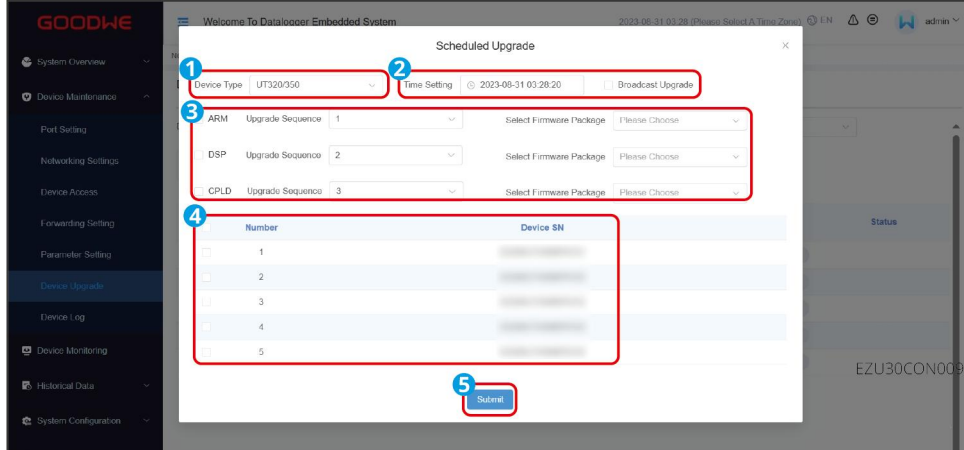 GOODWE
Welcome To Datalogger Embedded System
2023-08-31 03:28 (Please Select A Time Zone)
EN
admin
Scheduled Upgrade
System Overview
Device Maintenance
Port Setting
Networking Settings
Device Access
Forwarding Setting
Parameter Setting
Device Upgrade
Device Log
Device Monitoring
Historical Data
System Configuration
1
Device Type UT320/350
2
Time Setting 2023-08-31 03:28:20 Broadcast Upgrade
3
ARM Upgrade Sequence 1 Select Firmware Package Please Choose
DSP Upgrade Sequence 2 Select Firmware Package Please Choose
CPLD Upgrade Sequence 3 Select Firmware Package Please Choose
4
Number Device SN
Status
1
2
3
4
5
EZU30CON009
5
Submit